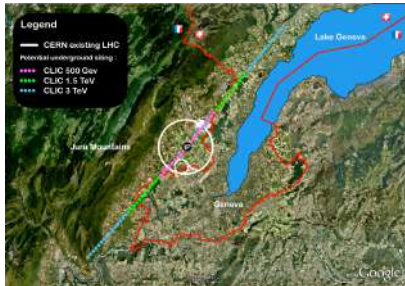 Legend
CERN existing LHC
Potential underground siting :
CLIC 500 Gev
CLIC 1.5 TeV
CLIC 3 TeV
Lake Geneva
Jura Mountains
Geneva
Google